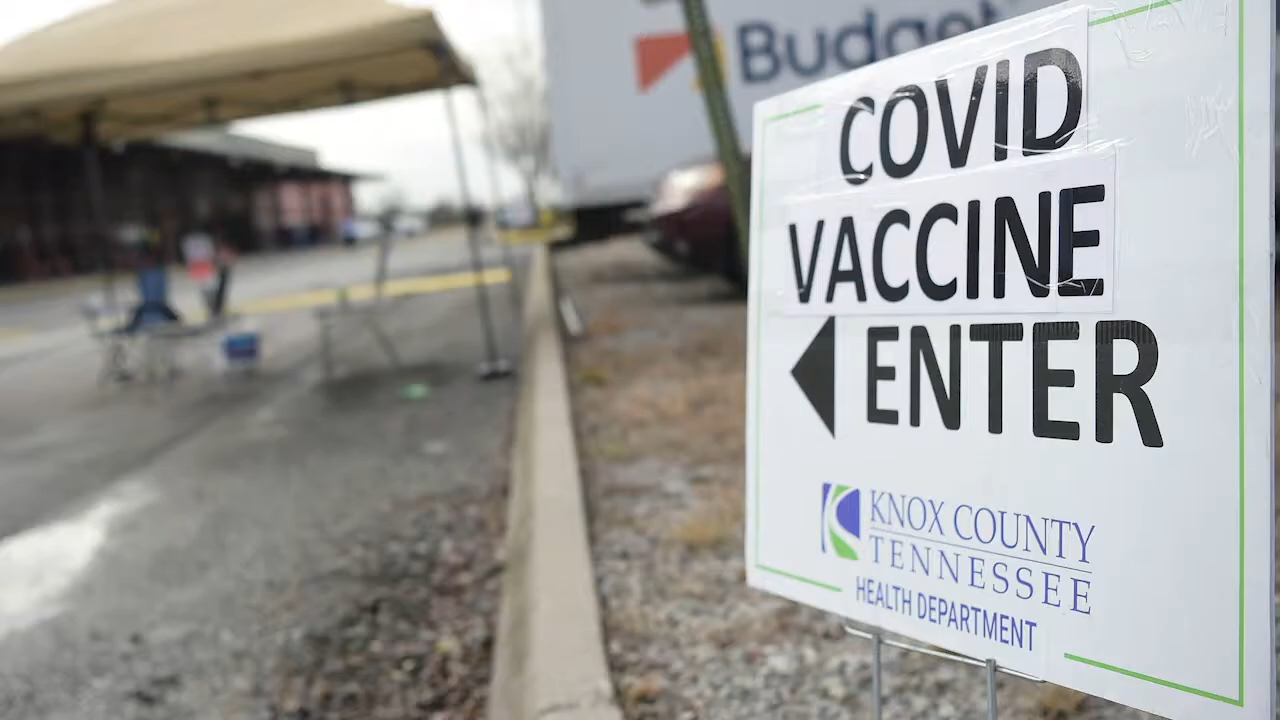 Budget
COVID
VACCINE
ENTER
KNOX COUNTY
TENNESSEE
HEALTH DEPARTMENT